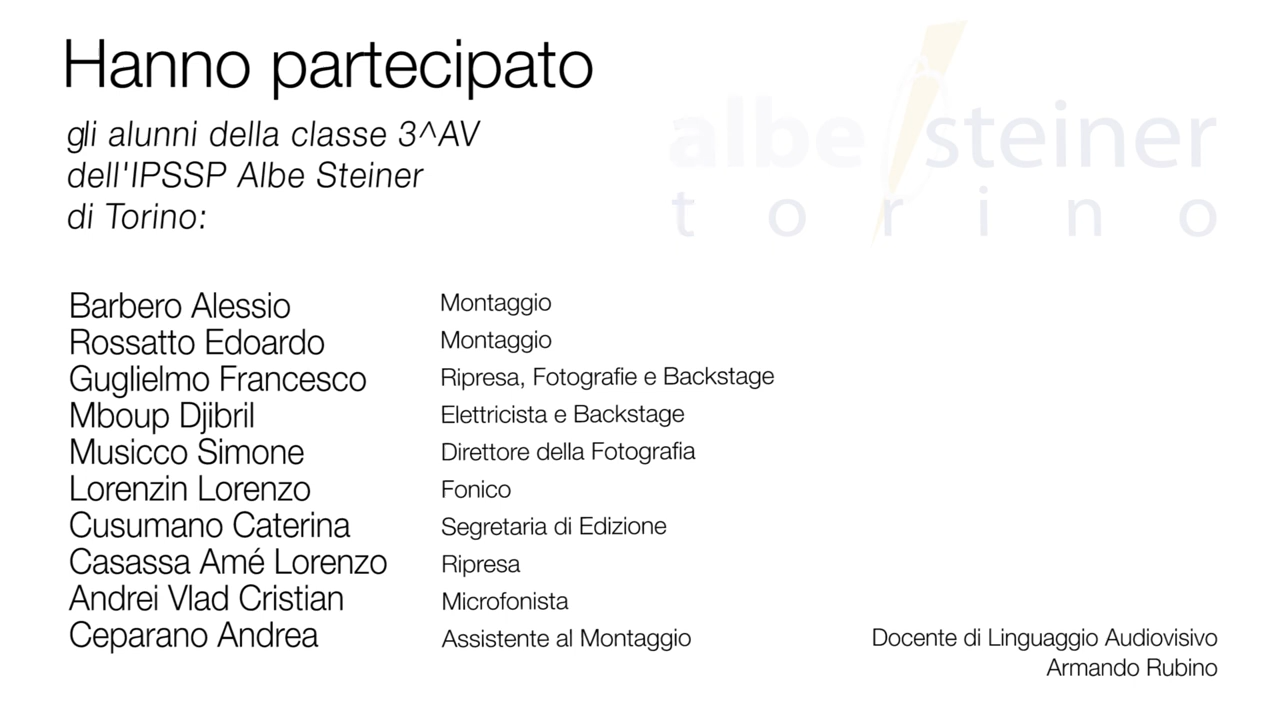 Hanno partecipato
gli alunni della classe 3^AV
dell'IPSSP Albe Steiner
di Torino:
albe steiner
torino
Barbero Alessio Montaggio
Rossatto Edoardo Montaggio
Guglielmo Francesco Ripresa, Fotografie e Backstage
Mboup Djibril Elettricista e Backstage
Musicco Simone Direttore della Fotografia
Lorenzin Lorenzo Fonico
Cusumano Caterina Segretaria di Edizione
Casassa Amé Lorenzo Ripresa
Andrei Vlad Cristian Microfonista
Ceparano Andrea Assistente al Montaggio
Docente di Linguaggio Audiovisivo
Armando Rubino